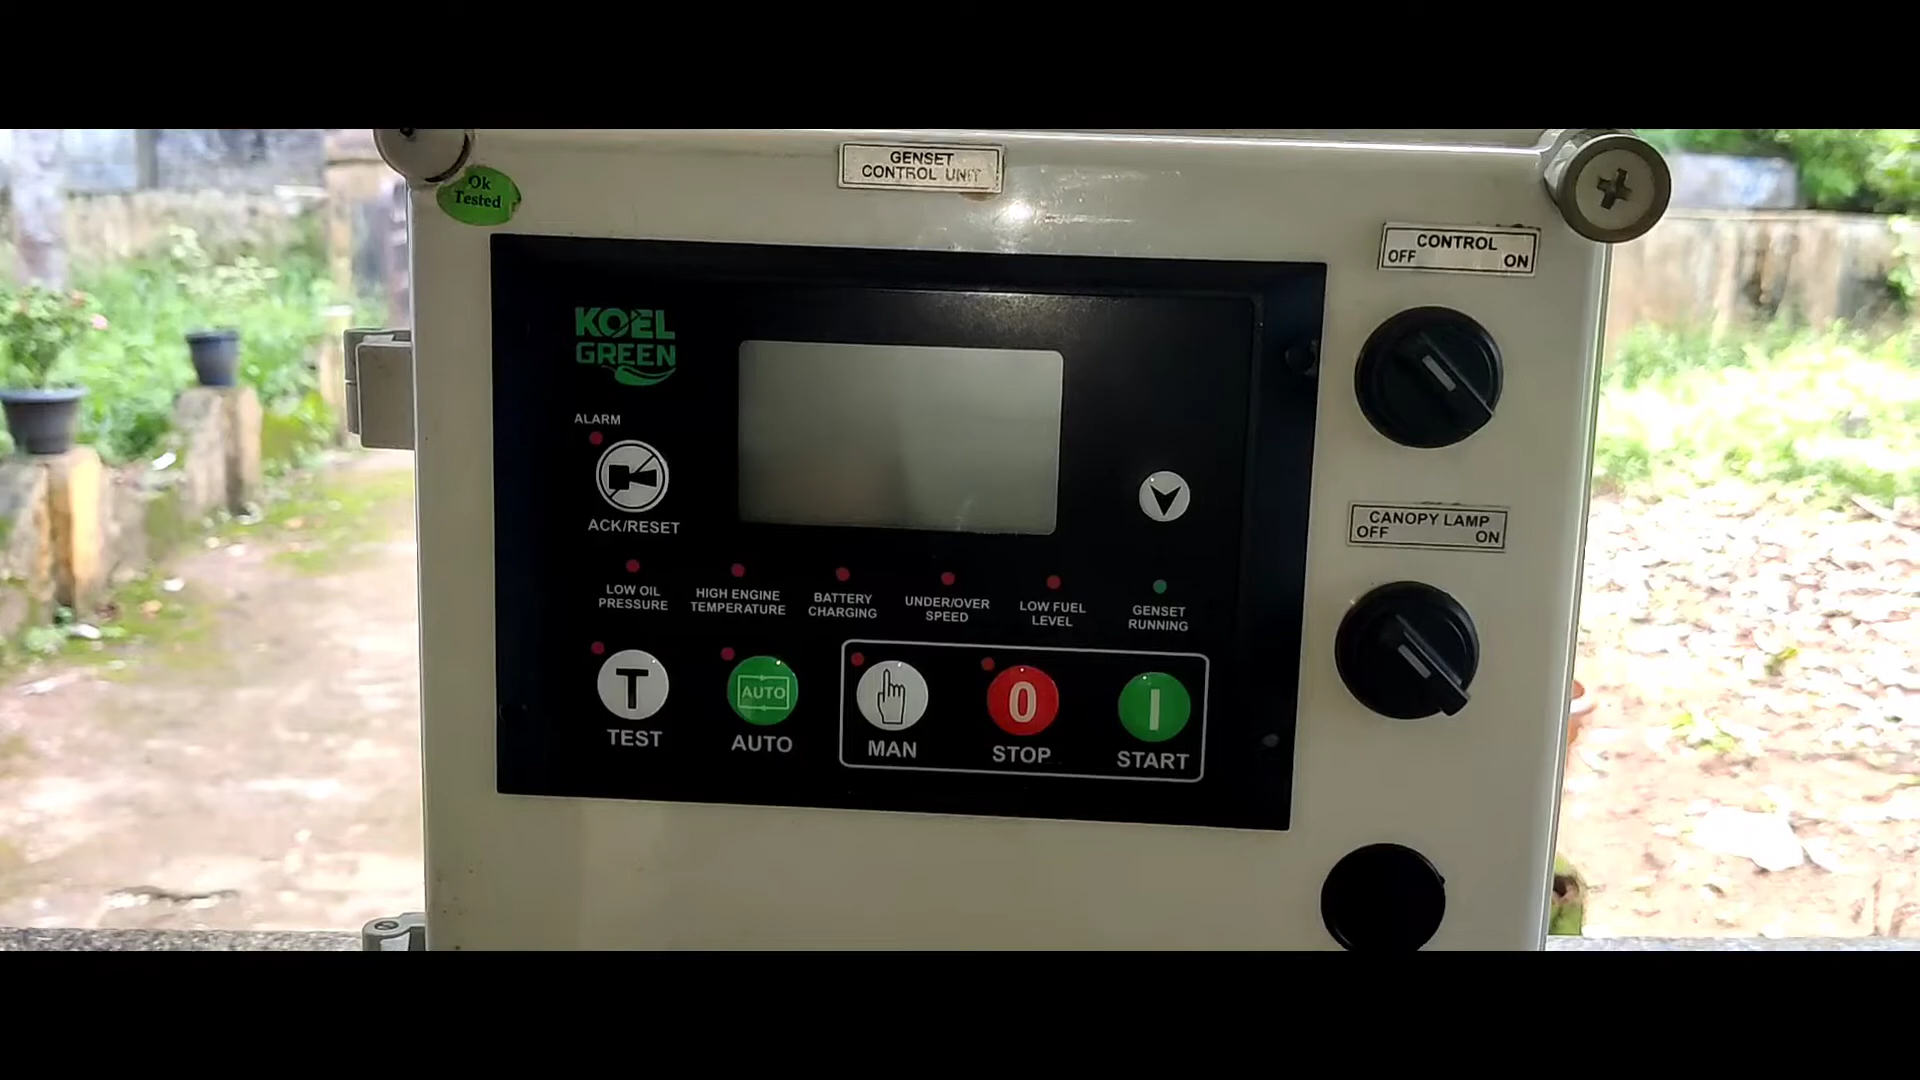 GENSET
CONTROL UNIT
Ok
Tested
CONTROL
OFF ON
KOEL
GREEN
ALARM
ACK/RESET
CANOPY LAMP
OFF ON
LOW OIL
PRESSURE
HIGH ENGINE
TEMPERATURE
BATTERY
CHARGING
UNDER/OVER
SPEED
LOW FUEL
LEVEL
GENSET
RUNNING
T
TEST
AUTO
AUTO
MAN
0
STOP
I
START